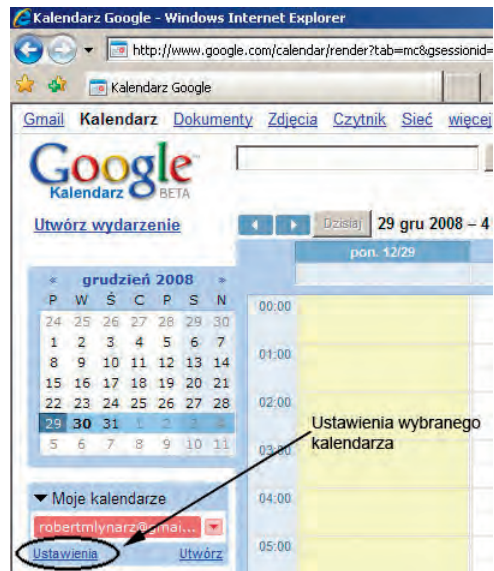 Kalendarz Google - Windows Internet Explorer
http://www.google.com/calendar/render?tab=mc&gsessionid=
Kalendarz Google
Gmail Kalendarz Dokumenty Zdjęcia Czytnik Sieć więcej
Google
Kalendarz BETA
Utwórz wydarzenie
Dzisiaj 29 gru 2008 – 4
pon. 12/29
« grudzień 2008 »
P W Ś C P S N
24 25 26 27 28 29 30
1 2 3 4 5 6 7
8 9 10 11 12 13 14
15 16 17 18 19 20 21
22 23 24 25 26 27 28
29 30 31 1 2 3 4
5 6 7 8 9 10 11
00:00
01:00
02:00
03:00
04:00
05:00
Ustawienia wybranego
kalendarza
Moje kalendarze
robertmlynarz@gmai...
Ustawienia Utwórz